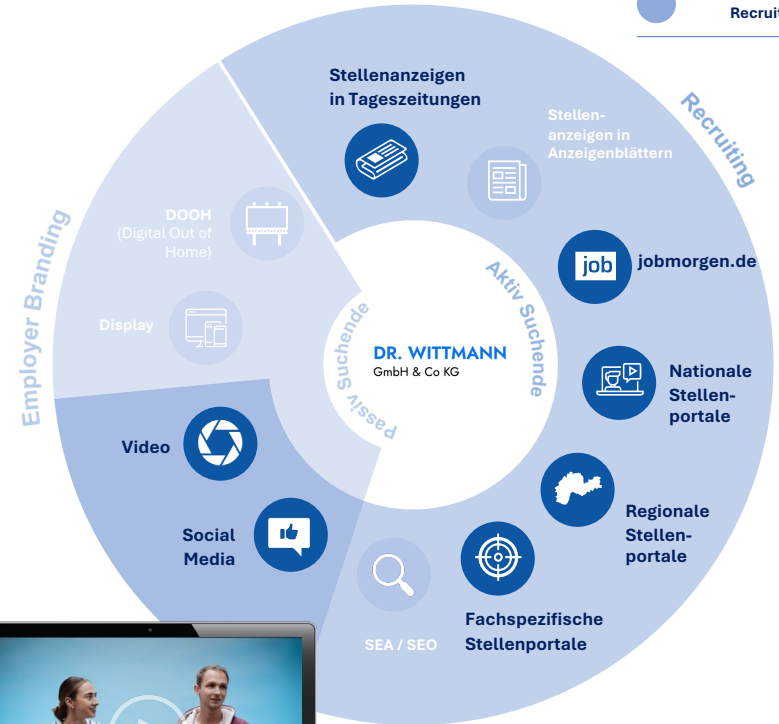 Recruit
Stellenanzeigen
in Tageszeitungen
Stellen-
anzeigen in
Anzeigenblättern
Recruiting
DOOH
(Digital Out of
Home)
job
jobmorgen.de
Employer Branding
Display
Passiv Suchende
DR. WITTMANN
GmbH & Co KG
Aktiv Suchende
Nationale
Stellen-
portale
Video
Regionale
Stellen-
portale
Social
Media
Fachspezifische
Stellenportale
SEA / SEO